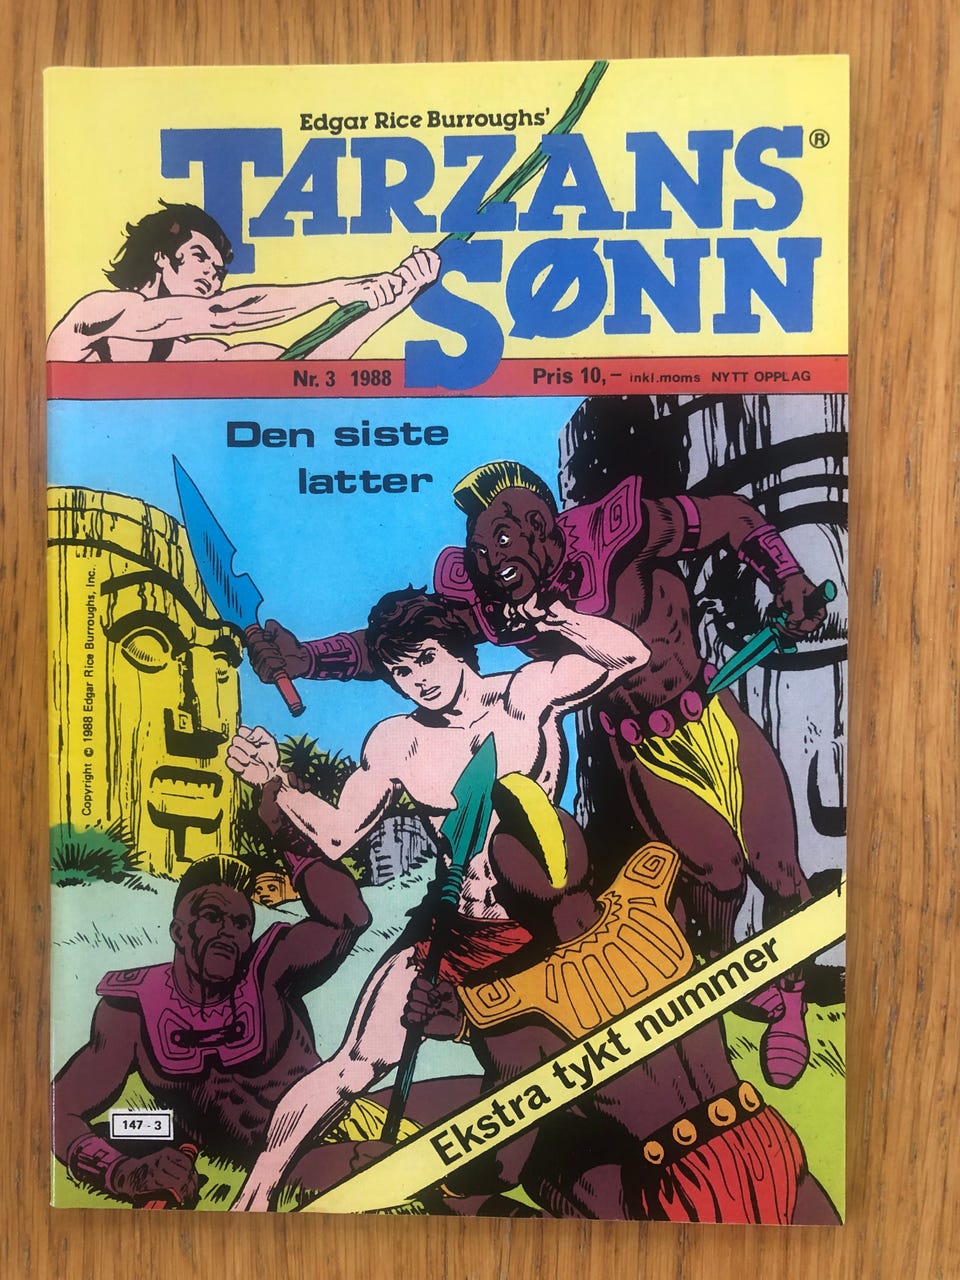 Edgar Rice Burroughs'
TARZANS®
SØNN
Nr. 3 1988 Pris 10,– inkl.moms NYTT OPPLAG
Den siste
latter
Copyright © 1988 Edgar Rice Burroughs, Inc.
Ekstra tykt nummer
147 - 3